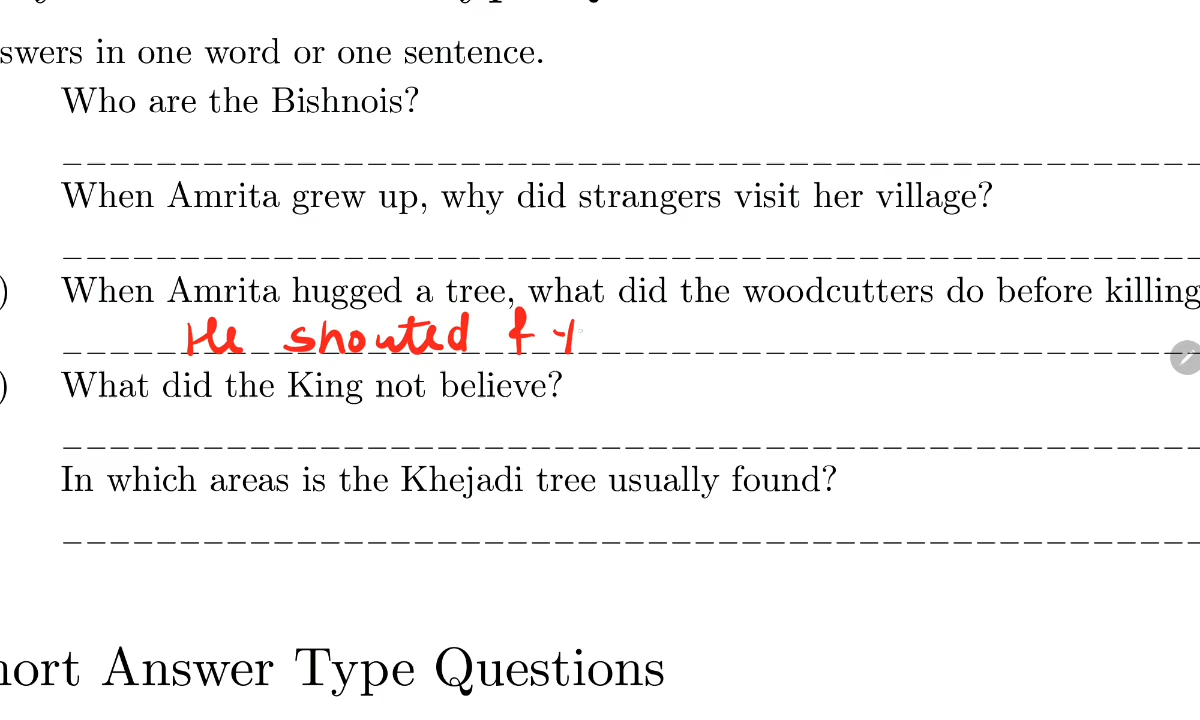 swers in one word or one sentence.
Who are the Bishnois?
When Amrita grew up, why did strangers visit her village?
) When Amrita hugged a tree, what did the woodcutters do before killing
He shouted &
) What did the King not believe?
In which areas is the Khejadi tree usually found?
hort Answer Type Questions